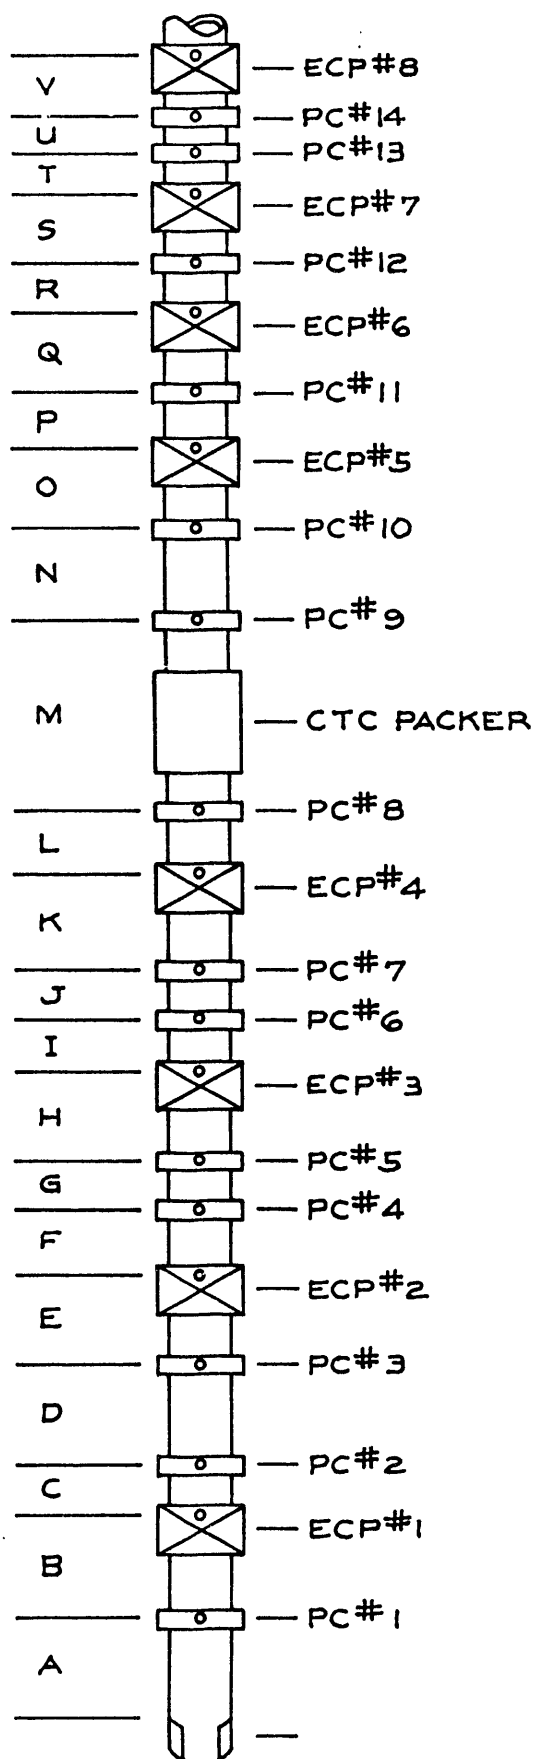 V
ECP#8
PC#14
U
PC#13
T
ECP#7
S
PC#12
R
ECP#6
Q
PC#11
P
ECP#5
O
PC#10
N
PC#9
M
CTC PACKER
PC#8
L
ECP#4
K
PC#7
J
PC#6
I
ECP#3
H
PC#5
G
PC#4
F
ECP#2
E
PC#3
D
PC#2
C
ECP#1
B
PC#1
A